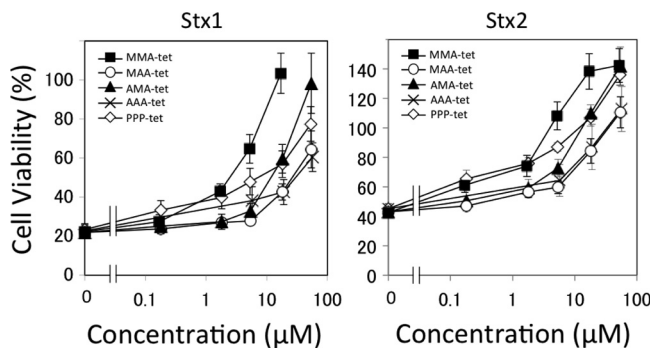 Stx1
Stx2
Cell Viability (%)
100
80
60
40
20
0
MMA-tet
MAA-tet
AMA-tet
AAA-tet
PPP-tet
0
0.1
1
10
100
Concentration (μM)
140
120
100
80
60
40
20
0
MMA-tet
MAA-tet
AMA-tet
AAA-tet
PPP-tet
0
0.1
1
10
100
Concentration (μM)